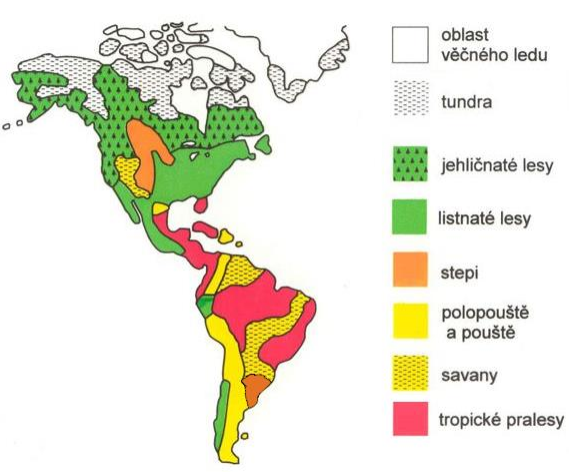 oblast
věčného ledu
tundra
jehličnaté lesy
listnaté lesy
stepi
polopouště
a pouště
savany
tropické pralesy